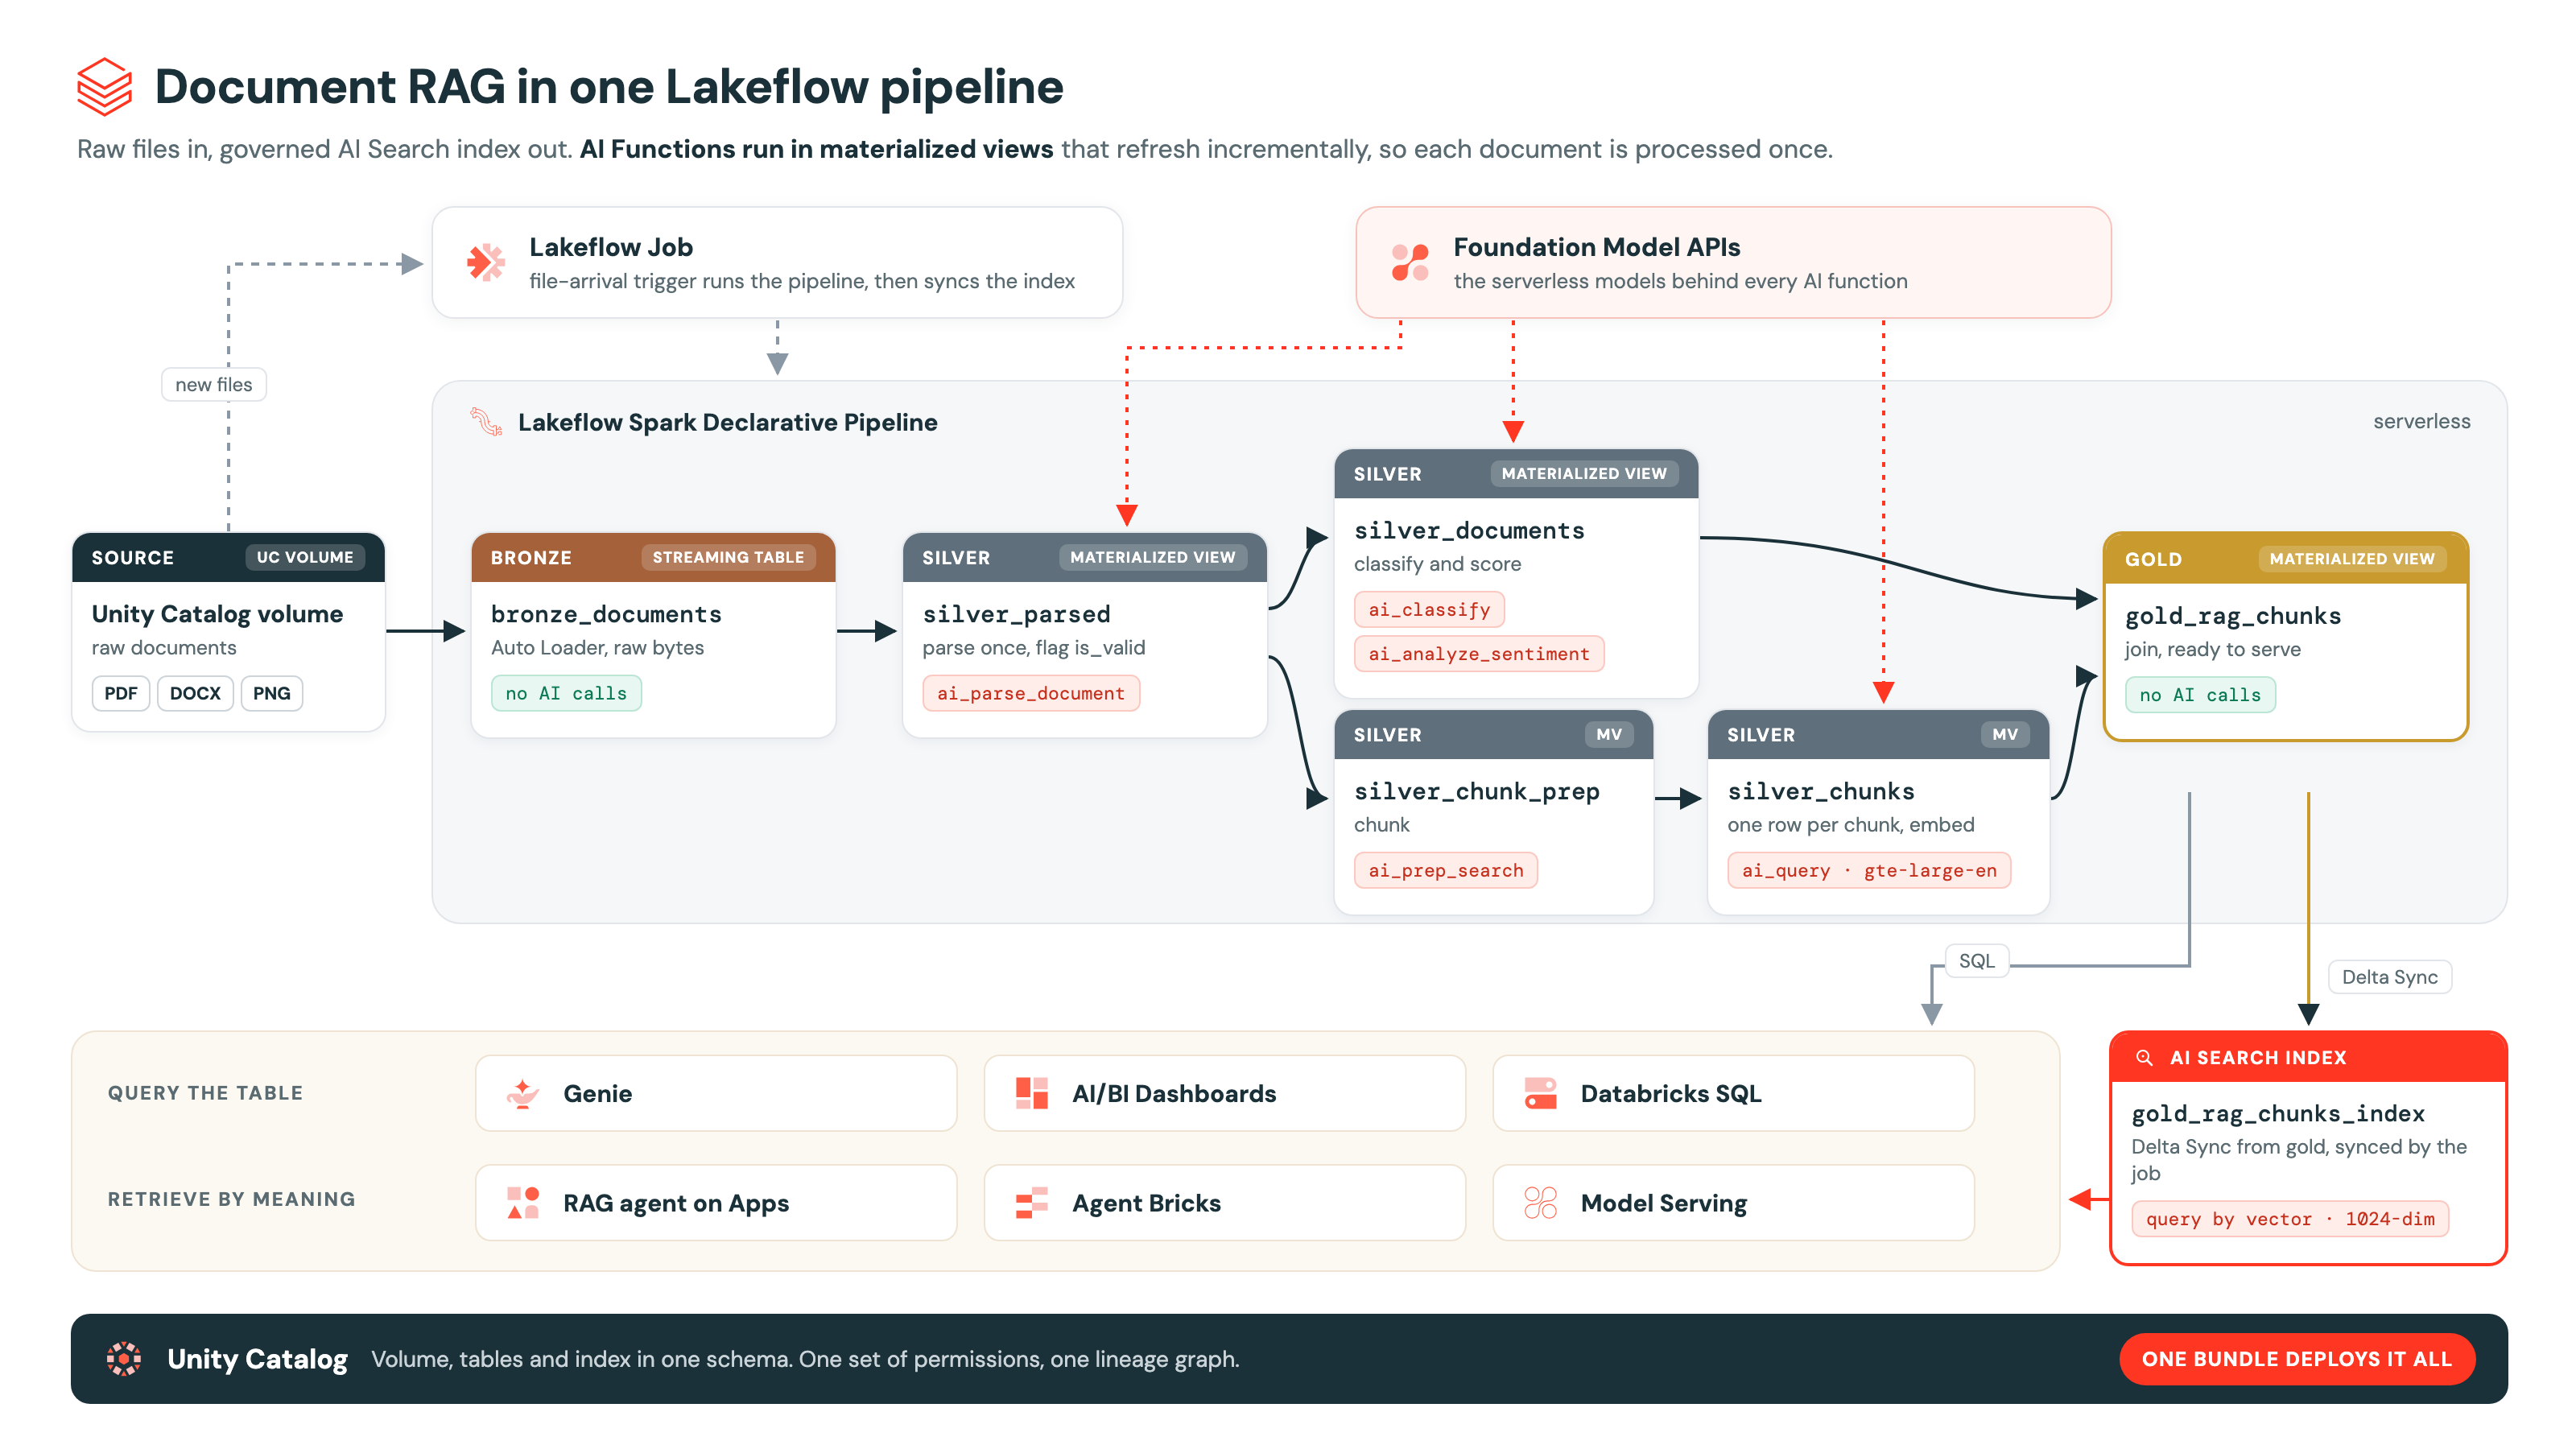 Document RAG in one Lakeflow pipeline
Raw files in, governed AI Search index out. AI Functions run in materialized views that refresh incrementally, so each document is processed once.
Lakeflow Job
file-arrival trigger runs the pipeline, then syncs the index
Foundation Model APIs
the serverless models behind every AI function
new files
Lakeflow Spark Declarative Pipeline
serverless
SOURCE
UC VOLUME
Unity Catalog volume
raw documents
PDF
DOCX
PNG
BRONZE
STREAMING TABLE
bronze_documents
Auto Loader, raw bytes
no AI calls
SILVER
MATERIALIZED VIEW
silver_parsed
parse once, flag is_valid
ai_parse_document
SILVER
MATERIALIZED VIEW
silver_documents
classify and score
ai_classify
ai_analyze_sentiment
SILVER
MV
silver_chunk_prep
chunk
ai_prep_search
SILVER
MV
silver_chunks
one row per chunk, embed
ai_query · gte-large-en
GOLD
MATERIALIZED VIEW
gold_rag_chunks
join, ready to serve
no AI calls
SQL
Delta Sync
QUERY THE TABLE
Genie
AI/BI Dashboards
Databricks SQL
RETRIEVE BY MEANING
RAG agent on Apps
Agent Bricks
Model Serving
AI SEARCH INDEX
gold_rag_chunks_index
Delta Sync from gold, synced by the
job
query by vector · 1024-dim
Unity Catalog
Volume, tables and index in one schema. One set of permissions, one lineage graph.
ONE BUNDLE DEPLOYS IT ALL